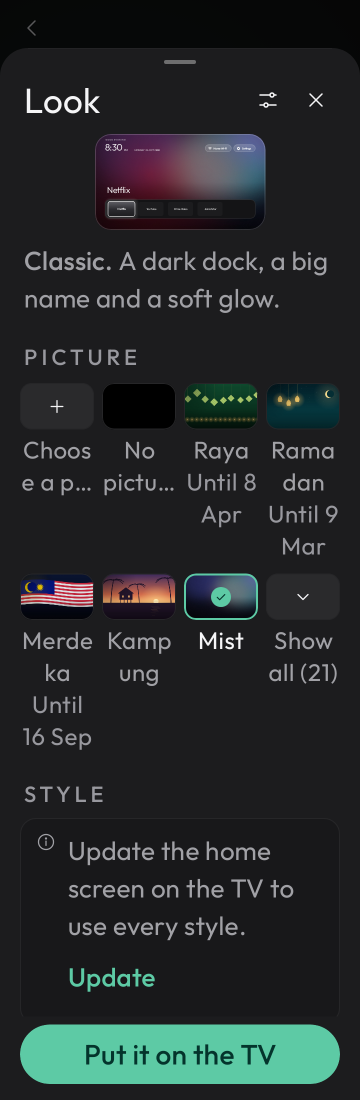 Look
8:30
Netflix
Classic. A dark dock, a big
name and a soft glow.
PICTURE
Choos
e a p...
No
pictu...
Raya
Until 8
Apr
Rama
dan
Until 9
Mar
Merde
ka
Until
16 Sep
Kamp
ung
Mist
Show
all (21)
STYLE
Update the home
screen on the TV to
use every style.
Update
Put it on the TV